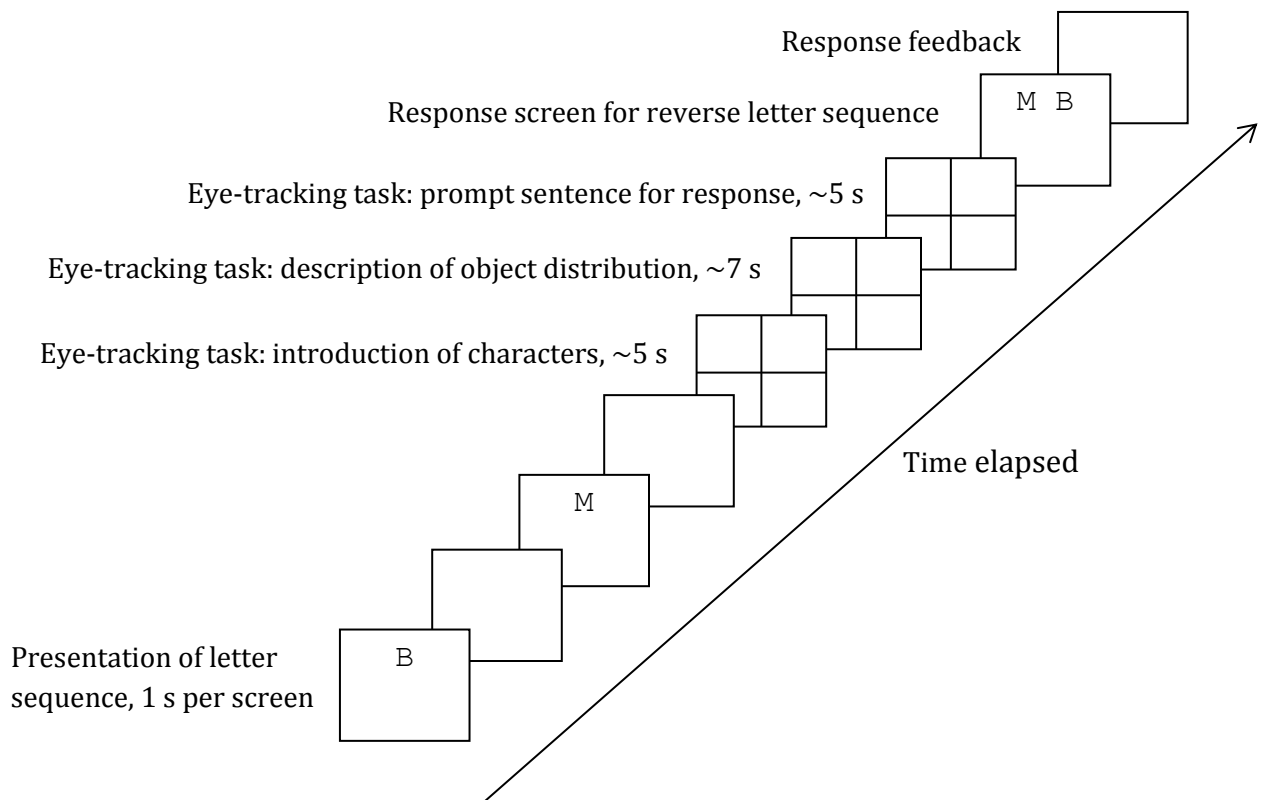 Response feedback
M B
Response screen for reverse letter sequence
Eye-tracking task: prompt sentence for response, ~5 s
Eye-tracking task: description of object distribution, ~7 s
Eye-tracking task: introduction of characters, ~5 s
Time elapsed
M
B
Presentation of letter
sequence, 1 s per screen